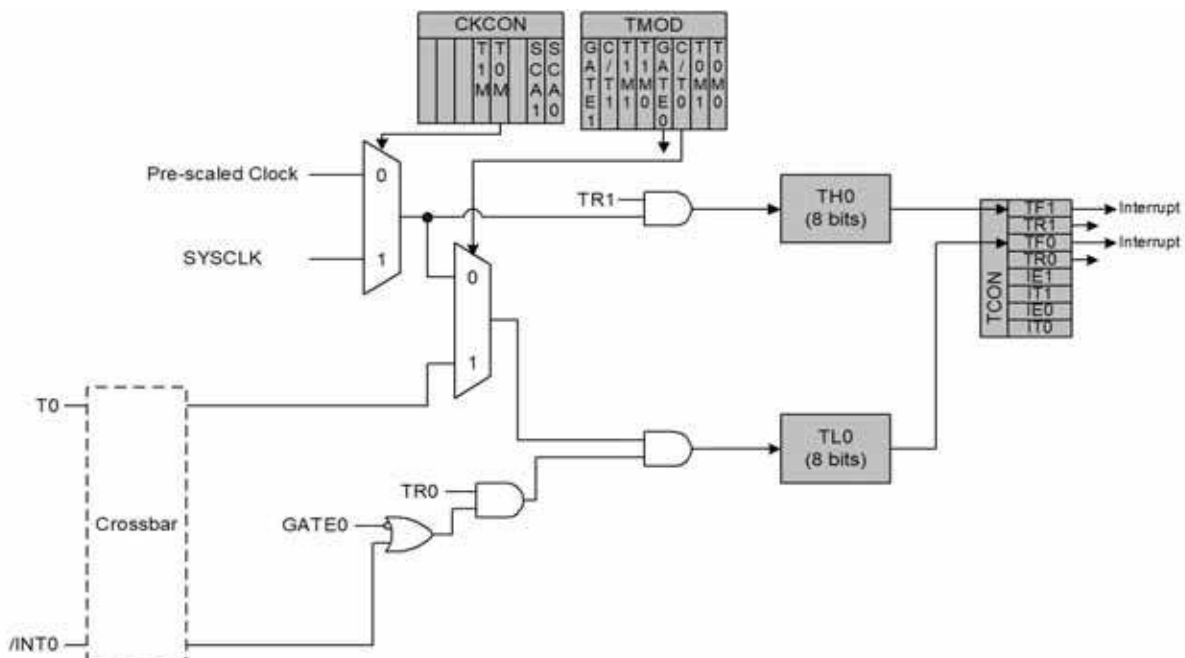 CKCON
T1M
T0M
SCA1
SCA0
TMOD
GATE1
C/T1
T1M1
T1M0
GATE0
C/T0
T0M1
T0M0
Pre-scaled Clock
0
SYSCLK
1
TR1
TH0
(8 bits)
TF1
Interrupt
TR1
TF0
Interrupt
TR0
IE1
IT1
IE0
IT0
TCON
0
1
T0
TL0
(8 bits)
TR0
GATE0
Crossbar
/INT0